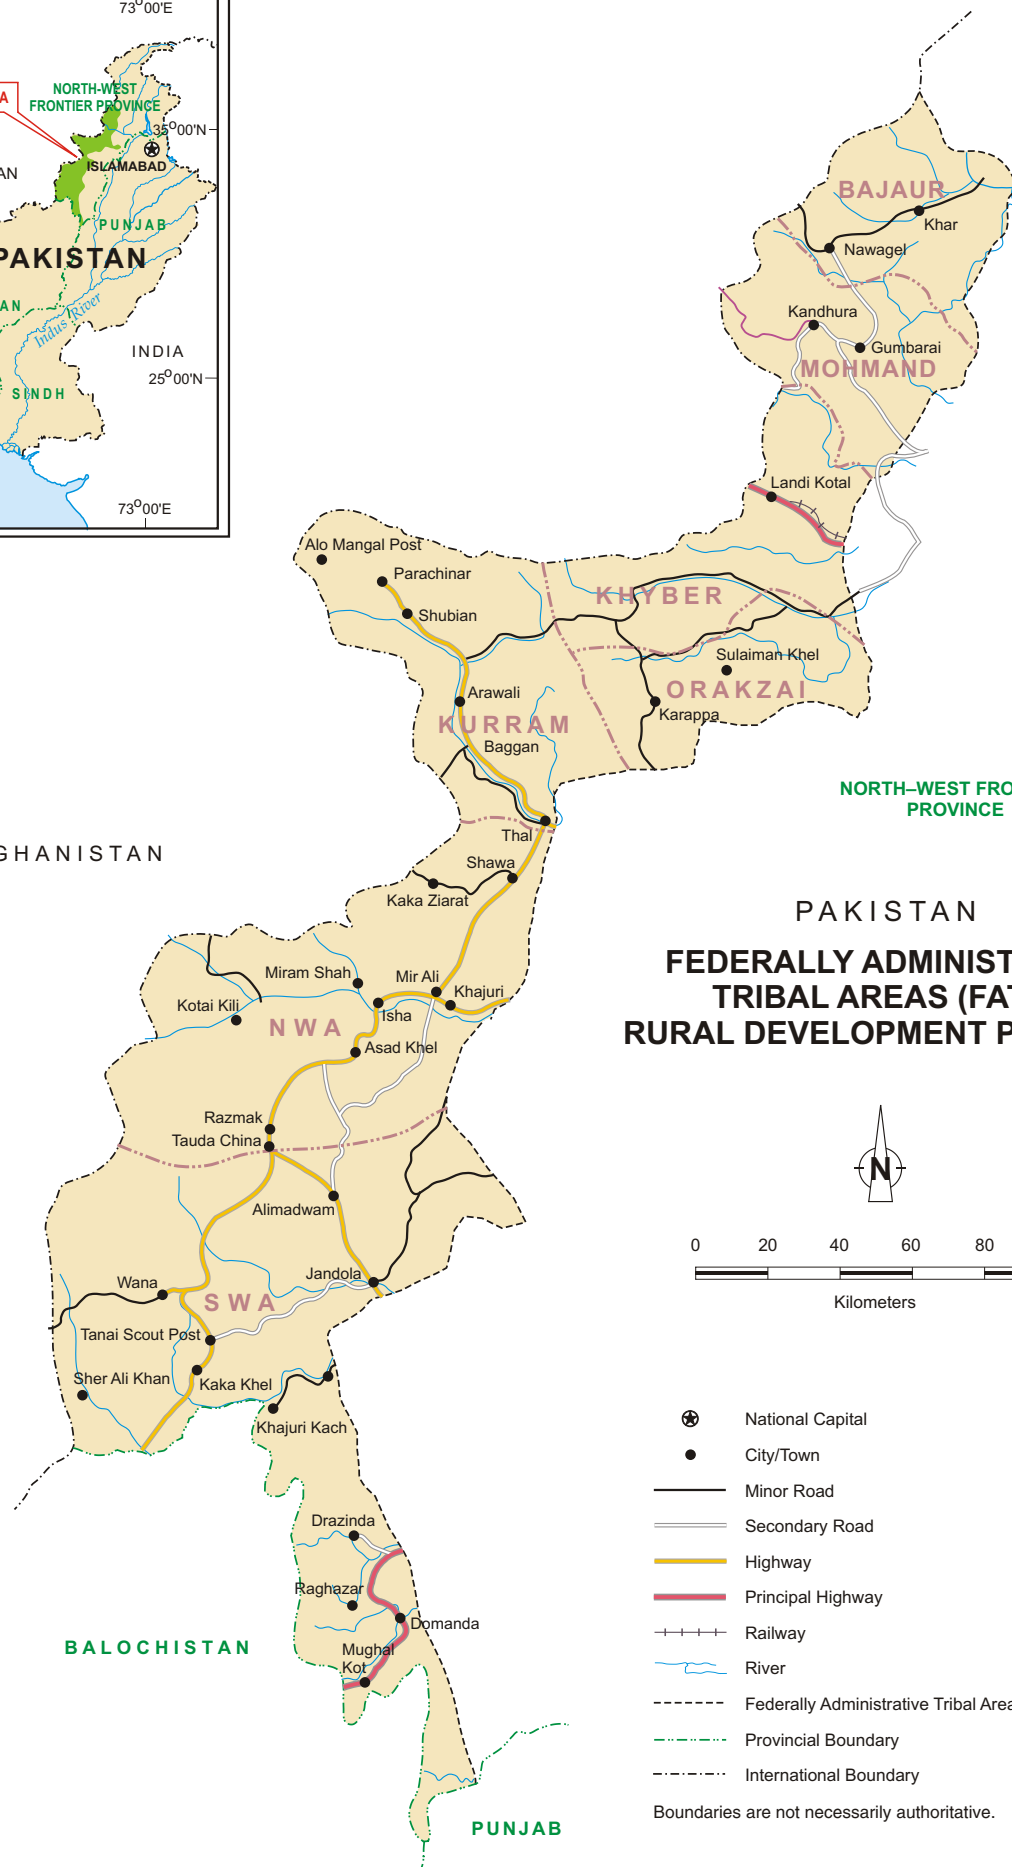 73°00'E
NORTH-WEST
FRONTIER PROVINCE
A
35°00'N
ISLAMABAD
AN
PUNJAB
PAKISTAN
AN
Indus River
INDIA
25°00'N
SINDH
73°00'E
BAJAUR
Khar
Nawagel
Kandhura
Gumbarai
MOHMAND
Landi Kotal
Alo Mangal Post
Parachinar
Shubian
KHYBER
Sulaiman Khel
ORAKZAI
Karappa
Arawali
KURRAM
Baggan
NORTH–WEST FRO
PROVINCE
Thal
GHANISTAN
Shawa
Kaka Ziarat
PAKISTAN
FEDERALLY ADMINIST
TRIBAL AREAS (FAT
RURAL DEVELOPMENT P
Miram Shah
Mir Ali
Khajuri
Kotai Kili
Isha
NWA
Asad Khel
Razmak
Tauda China
N
Alimadwam
0 20 40 60 80
Kilometers
Jandola
Wana
SWA
Tanai Scout Post
Sher Ali Khan
Kaka Khel
Khajuri Kach
National Capital
City/Town
Minor Road
Secondary Road
Highway
Principal Highway
Railway
River
Federally Administrative Tribal Area
Provincial Boundary
International Boundary
Boundaries are not necessarily authoritative.
Drazinda
Raghazar
Domanda
Mughal
Kot
BALOCHISTAN
PUNJAB